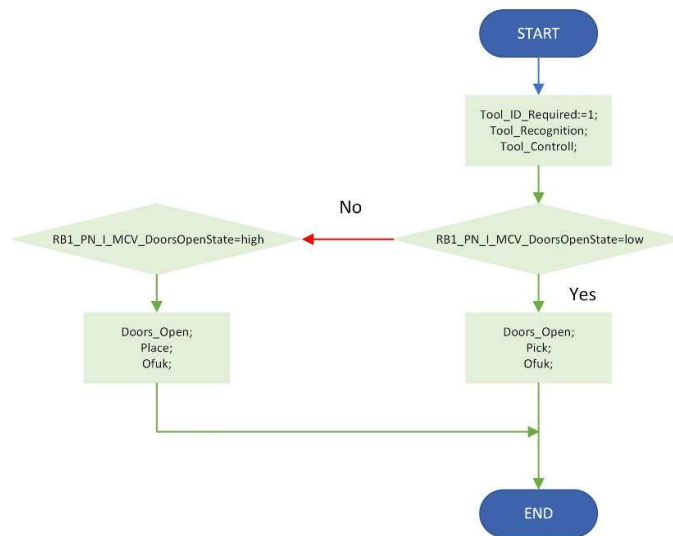 START
Tool_ID_Required:=1;
Tool_Recognition;
Tool_Controll;
No
RB1_PN_I_MCV_DoorsOpenState=high
RB1_PN_I_MCV_DoorsOpenState=low
Yes
Doors_Open;
Place;
Ofuk;
Doors_Open;
Pick;
Ofuk;
END